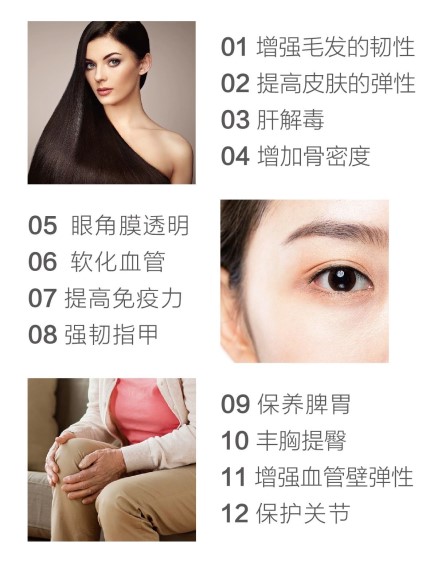 01 增强毛发的韧性
02 提高皮肤的弹性
03 肝解毒
04 增加骨密度
05 眼角膜透明
06 软化血管
07 提高免疫力
08 强韧指甲
09 保养脾胃
10 丰胸提臀
11 增强血管壁弹性
12 保护关节